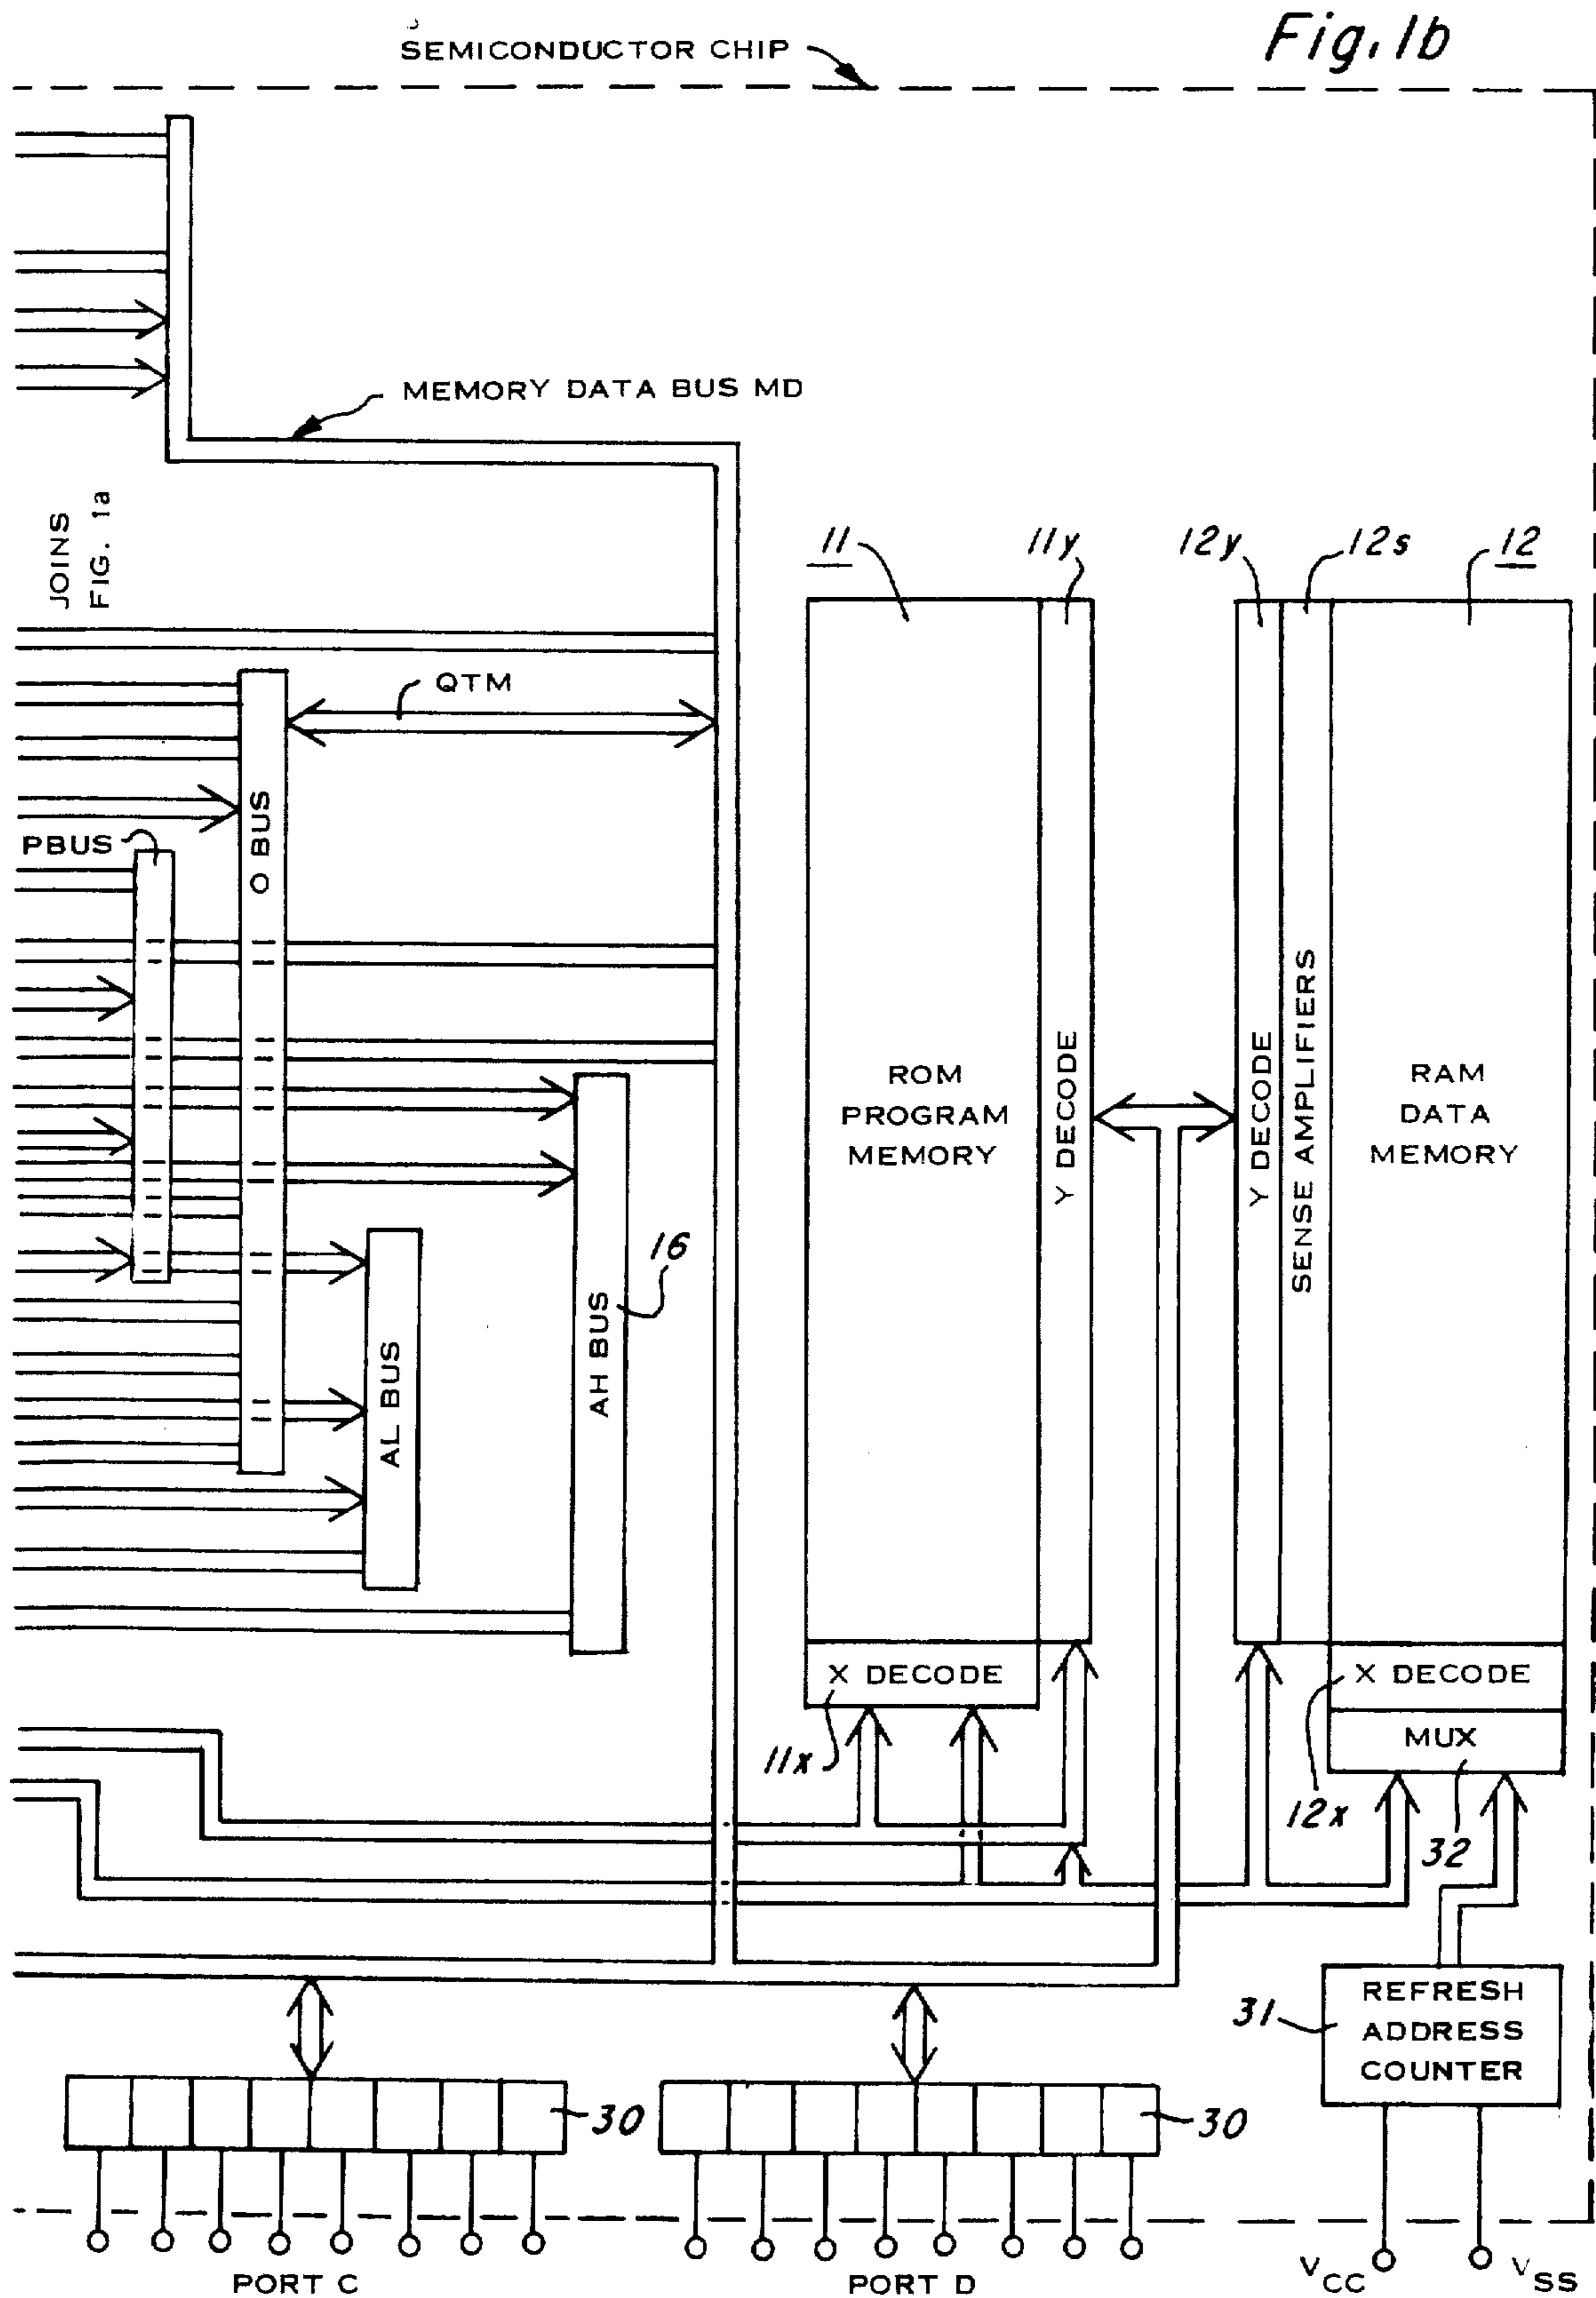 Fig. 1b
SEMICONDUCTOR CHIP
MEMORY DATA BUS MD
JOINS
FIG. 1a
11
11y
12y
12s
12
QTM
O BUS
PBUS
ROM
PROGRAM
MEMORY
Y DECODE
Y DECODE
SENSE AMPLIFIERS
RAM
DATA
MEMORY
16
AH BUS
AL BUS
X DECODE
X DECODE
MUX
11x
12x
32
31
REFRESH
ADDRESS
COUNTER
30
30
PORT C
PORT D
VCC
VSS